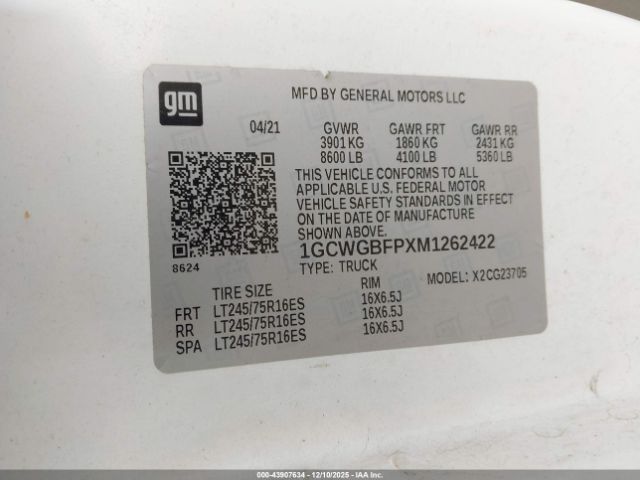 gm
MFD BY GENERAL MOTORS LLC
04/21 GVWR GAWR FRT GAWR RR
3901 KG 1860 KG 2431 KG
8600 LB 4100 LB 5360 LB
THIS VEHICLE CONFORMS TO ALL
APPLICABLE U.S. FEDERAL MOTOR
VEHICLE SAFETY STANDARDS IN EFFECT
ON THE DATE OF MANUFACTURE
SHOWN ABOVE.
1GCWGBFPXM1262422
8624
TYPE: TRUCK MODEL: X2CG23705
TIRE SIZE RIM
FRT LT245/75R16ES 16X6.5J
RR LT245/75R16ES 16X6.5J
SPA LT245/75R16ES 16X6.5J
000-43907634 - 12/10/2025 - IAA, Inc.